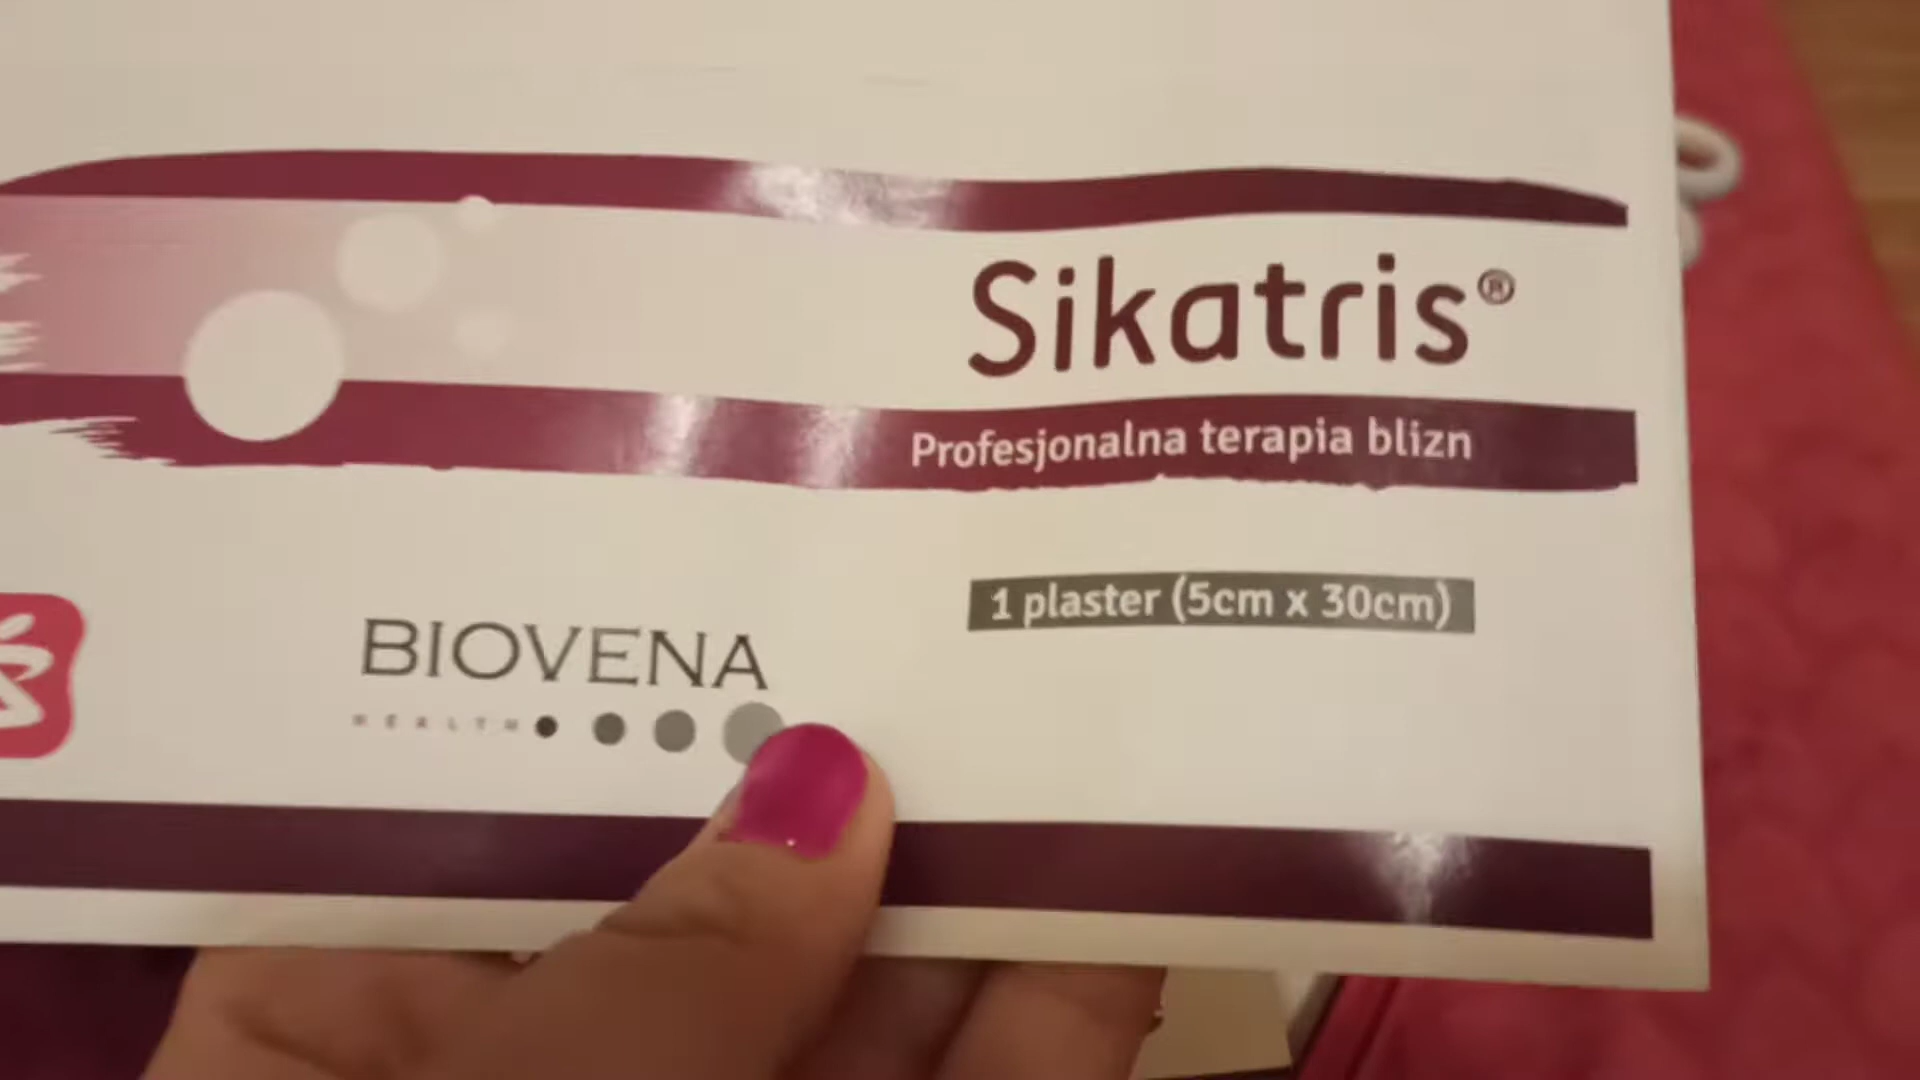 Sikatris®
Profesjonalna terapia blizn
1 plaster (5cm x 30cm)
BIOVENA
HEALTH